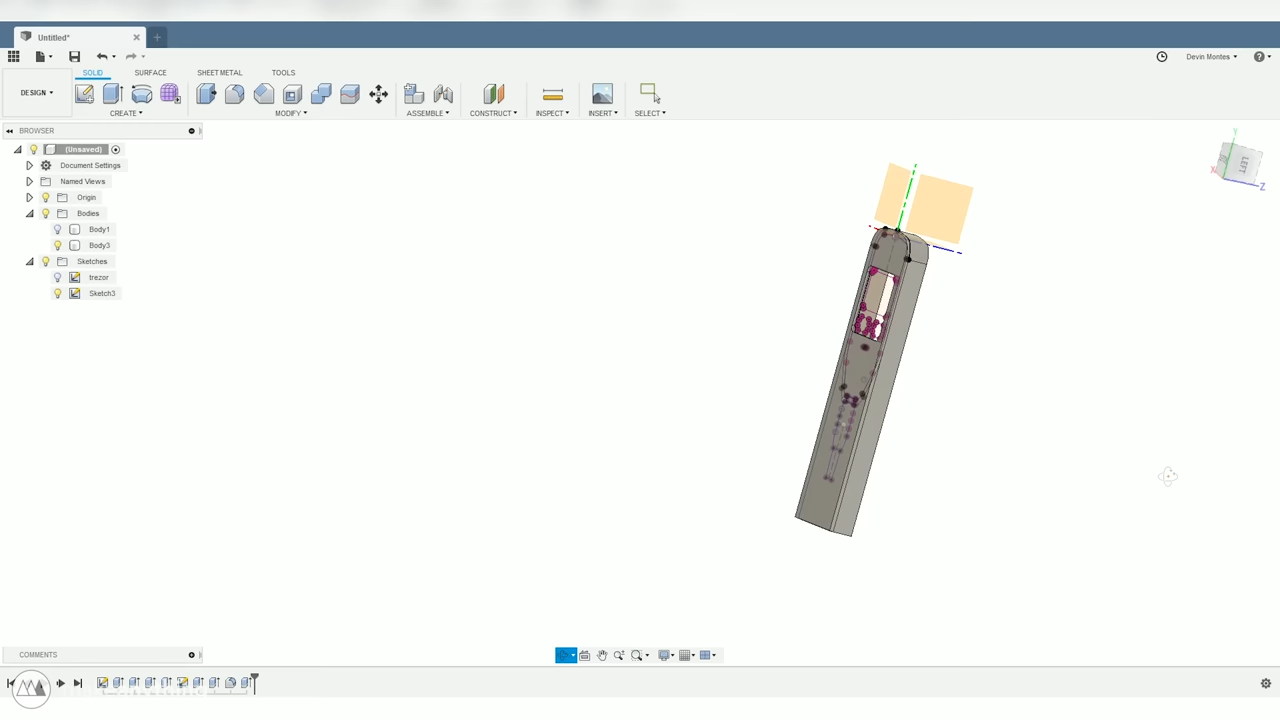 Untitled*
Devin Montes
SOLID SURFACE SHEET METAL TOOLS
DESIGN
CREATE MODIFY ASSEMBLE CONSTRUCT INSPECT INSERT SELECT
BROWSER
(Unsaved)
Document Settings
Named Views
Origin
Bodies
Body1
Body3
Sketches
trezor
Sketch3
Y
LEFT
X
Z
COMMENTS